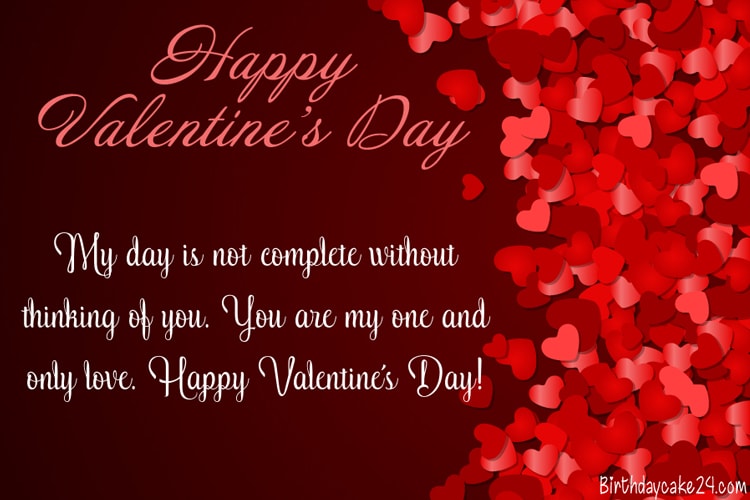 Happy
Valentine's Day
My day is not complete without
thinking of you. You are my one and
only love. Happy Valentine's Day!
Birthdaycake24.com